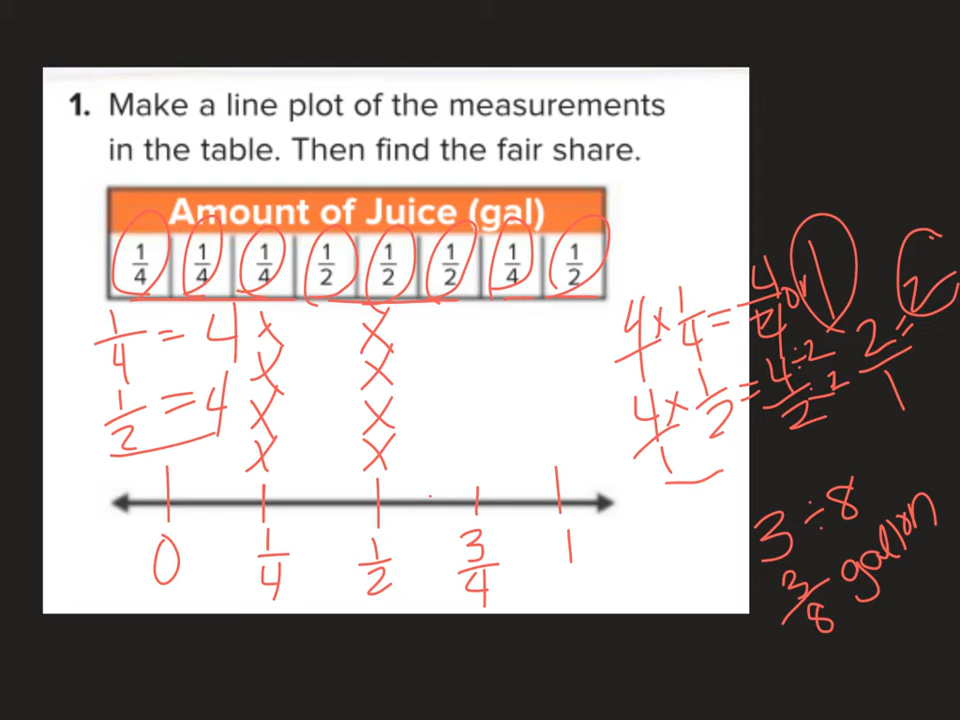 1. Make a line plot of the measurements
in the table. Then find the fair share.
Amount of Juice (gal)
1/4 1/4 1/4 1/2 1/2 1/2 1/4 1/2
1/4 = 4
1/2 = 4
X X
X X
X X
X X
0 1/4 1/2 3/4 1
4 × 1/4 = 4/4 or 1
4/1 × 1/2 = 4÷2/2÷2 = 2/1 = 2
3 ÷ 8
3/8 gallon